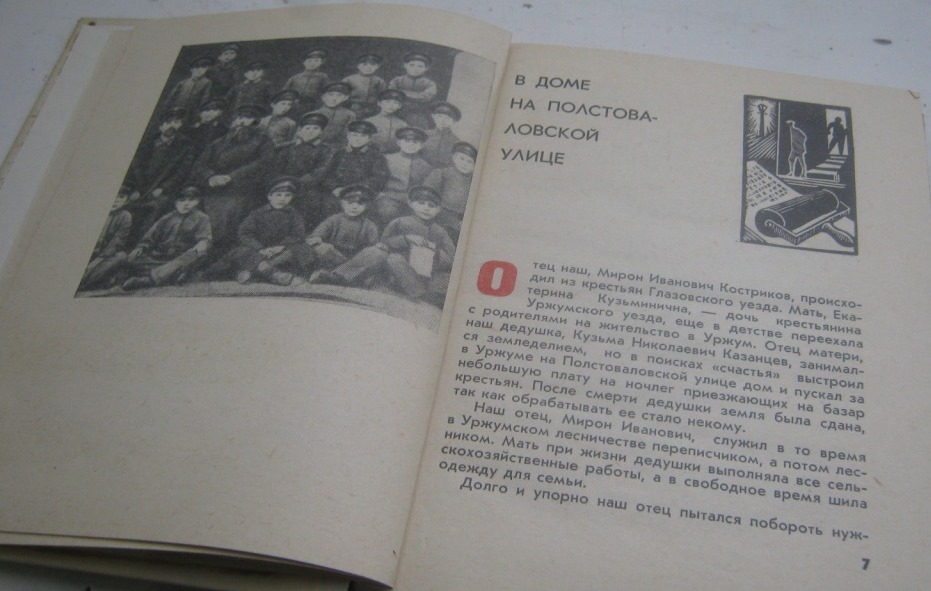 В ДОМЕ
НА ПОЛСТОВА-
ЛОВСКОЙ
УЛИЦЕ
Отец наш, Мирон Иванович Костриков, происхо-
дил из крестьян Глазовского уезда. Мать, Ека-
терина Кузьминична, — дочь крестьянина
Уржумского уезда, еще в детстве переехала
с родителями на жительство в Уржум. Отец матери,
наш дедушка, Кузьма Николаевич Казанцев, занимал-
ся земледелием, но в поисках «счастья» выстроил
в Уржуме на Полстоваловской улице дом и пускал за
небольшую плату на ночлег приезжающих на базар
крестьян. После смерти дедушки земля была сдана,
так как обрабатывать ее стало некому.
Наш отец, Мирон Иванович, служил в то время
в Уржумском лесничестве переписчиком, а потом лес-
ником. Мать при жизни дедушки выполняла все сель-
скохозяйственные работы, а в свободное время шила
одежду для семьи.
Долго и упорно наш отец пытался побороть нуж-
7